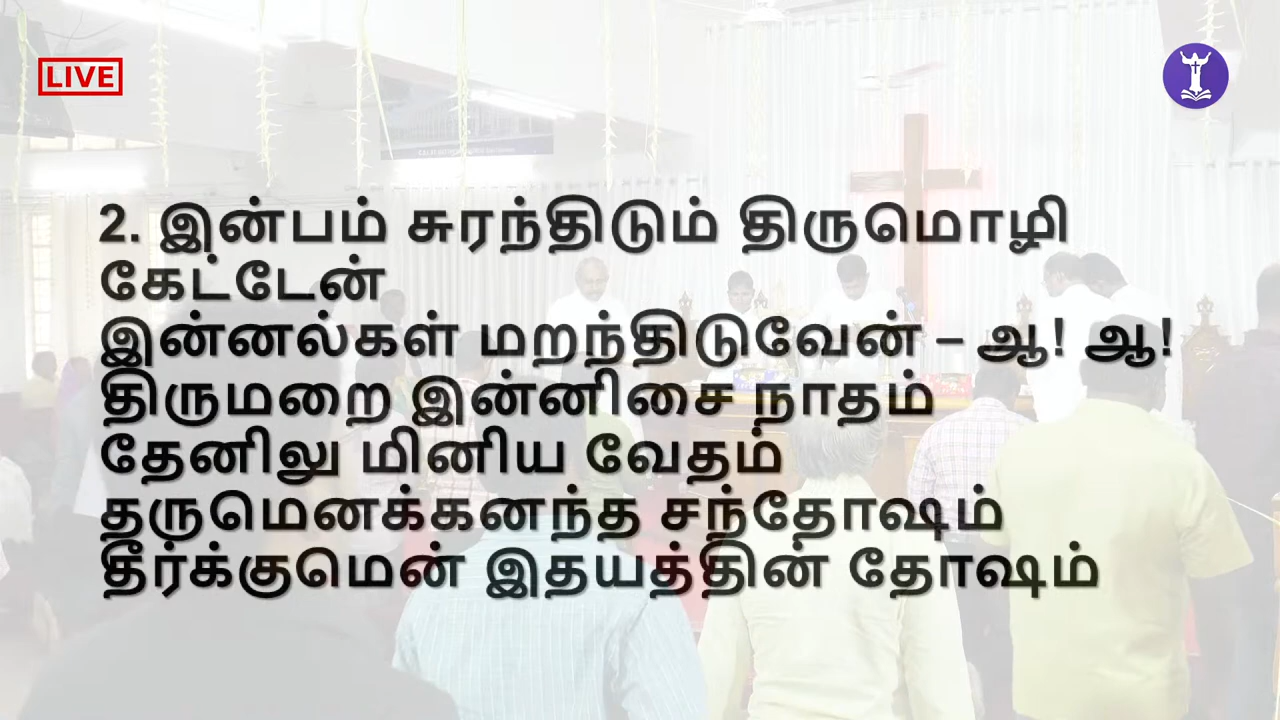 LIVE
2. இன்பம் சுரந்திடும் திருமொழி
கேட்டேன்
இன்னல்கள் மறந்திடுவேன் – ஆ! ஆ!
திருமறை இன்னிசை நாதம்
தேனிலு மினிய வேதம்
தருமெனக்கனந்த சந்தோஷம்
தீர்க்குமென் இதயத்தின் தோஷம்